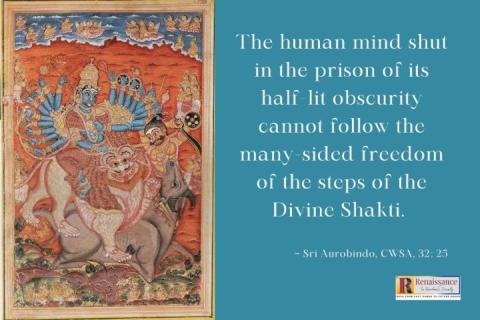 The human mind shut
in the prison of its
half-lit obscurity
cannot follow the
many-sided freedom
of the steps of the
Divine Shakti.
~ Sri Aurobindo, CWSA, 32: 25
Renaissance